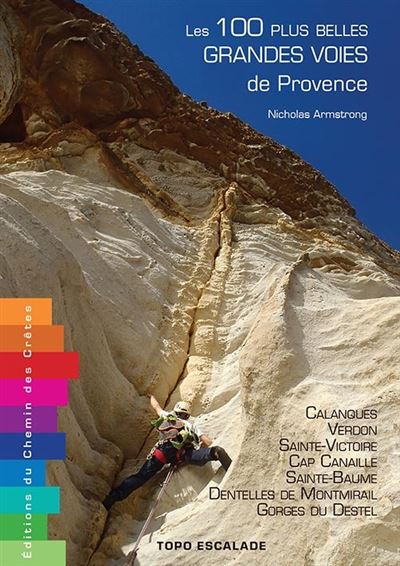 Les 100 PLUS BELLES
GRANDES VOIES
de Provence
Nicholas Armstrong
Éditions du Chemin des Crêtes
CALANQUES
VERDON
SAINTE-VICTOIRE
CAP CANAILLE
SAINTE-BAUME
DENTELLES DE MONTMIRAIL
GORGES DU DESTEL
TOPO ESCALADE